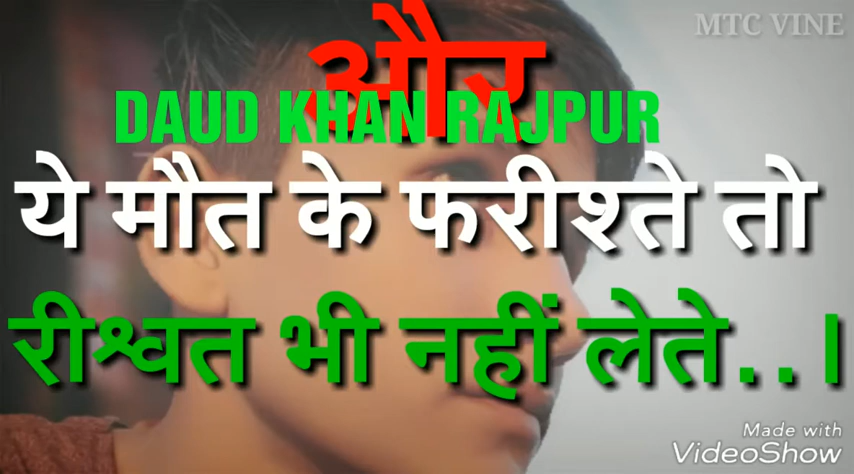 MTC VINE
और
DAUD KHAN RAJPUR
ये मौत के फरीश्ते तो
रीश्वत भी नहीं लेते..।
Made with
VideoShow